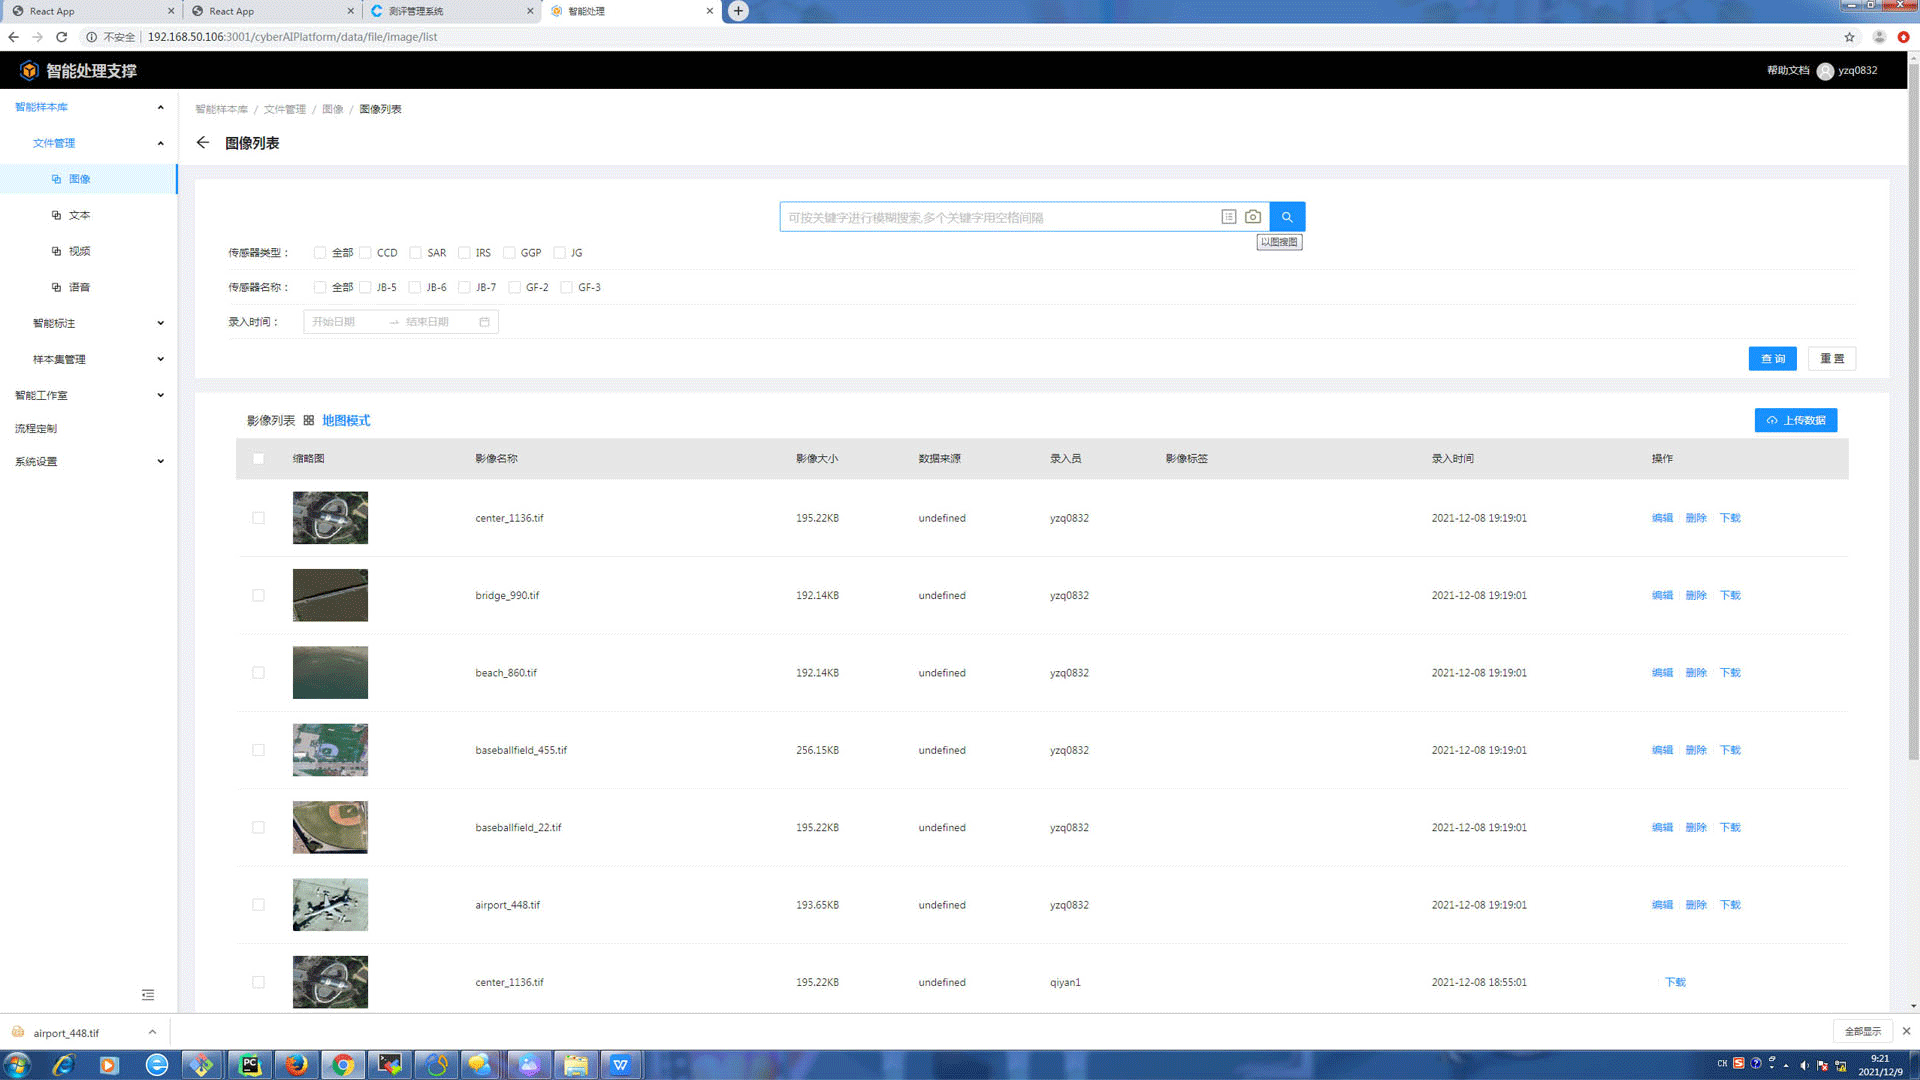 React App
React App
测评管理系统
智能处理
不安全 192.168.50.106:3001/cyberAIPlatform/data/file/image/list
智能处理支撑
帮助文档 yzq0832
智能样本库
文件管理
图像
文本
视频
语音
智能标注
样本集管理
智能工作室
流程定制
系统设置
智能样本库 / 文件管理 / 图像 / 图像列表
图像列表
可按关键字进行模糊搜索,多个关键字用空格间隔
以图搜图
传感器类型： 全部 CCD SAR IRS GGP JG
传感器名称： 全部 JB-5 JB-6 JB-7 GF-2 GF-3
录入时间： 开始日期 → 结束日期
查 询 重 置
影像列表 地图模式 上传数据
缩略图 影像名称 影像大小 数据来源 录入员 影像标签 录入时间 操作
center_1136.tif 195.22KB undefined yzq0832 2021-12-08 19:19:01 编辑 删除 下载
bridge_990.tif 192.14KB undefined yzq0832 2021-12-08 19:19:01 编辑 删除 下载
beach_860.tif 192.14KB undefined yzq0832 2021-12-08 19:19:01 编辑 删除 下载
baseballfield_455.tif 256.15KB undefined yzq0832 2021-12-08 19:19:01 编辑 删除 下载
baseballfield_22.tif 195.22KB undefined yzq0832 2021-12-08 19:19:01 编辑 删除 下载
airport_448.tif 193.65KB undefined yzq0832 2021-12-08 19:19:01 编辑 删除 下载
center_1136.tif 195.22KB undefined qiyan1 2021-12-08 18:55:01 下载
airport_448.tif
全部显示
CH
9:21
2021/12/9